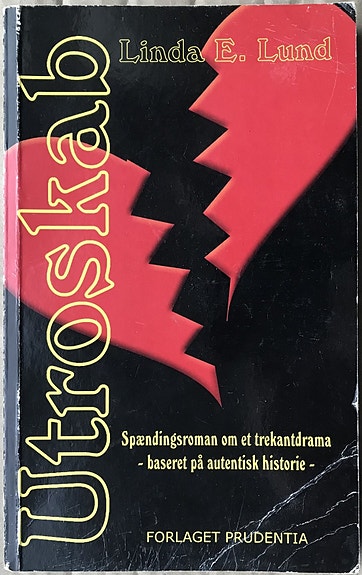 Linda E. Lund
Utroskab
Spændingsroman om et trekantdrama
- baseret på autentisk historie -
FORLAGET PRUDENTIA